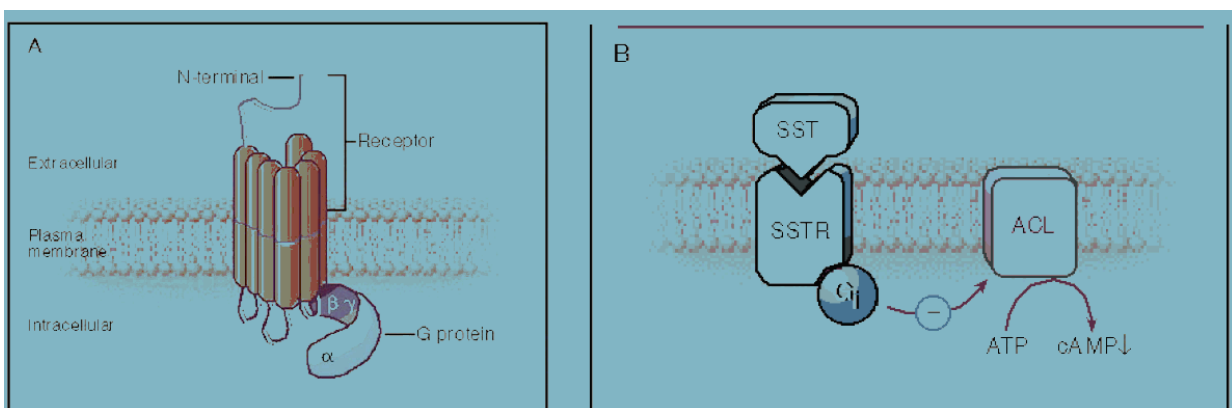 A
N-terminal
Receptor
Extracellular
Plasma
membrane
Intracellular
β γ
α
G protein
B
SST
SSTR
ACL
Gi
−
ATP
cAMP↓